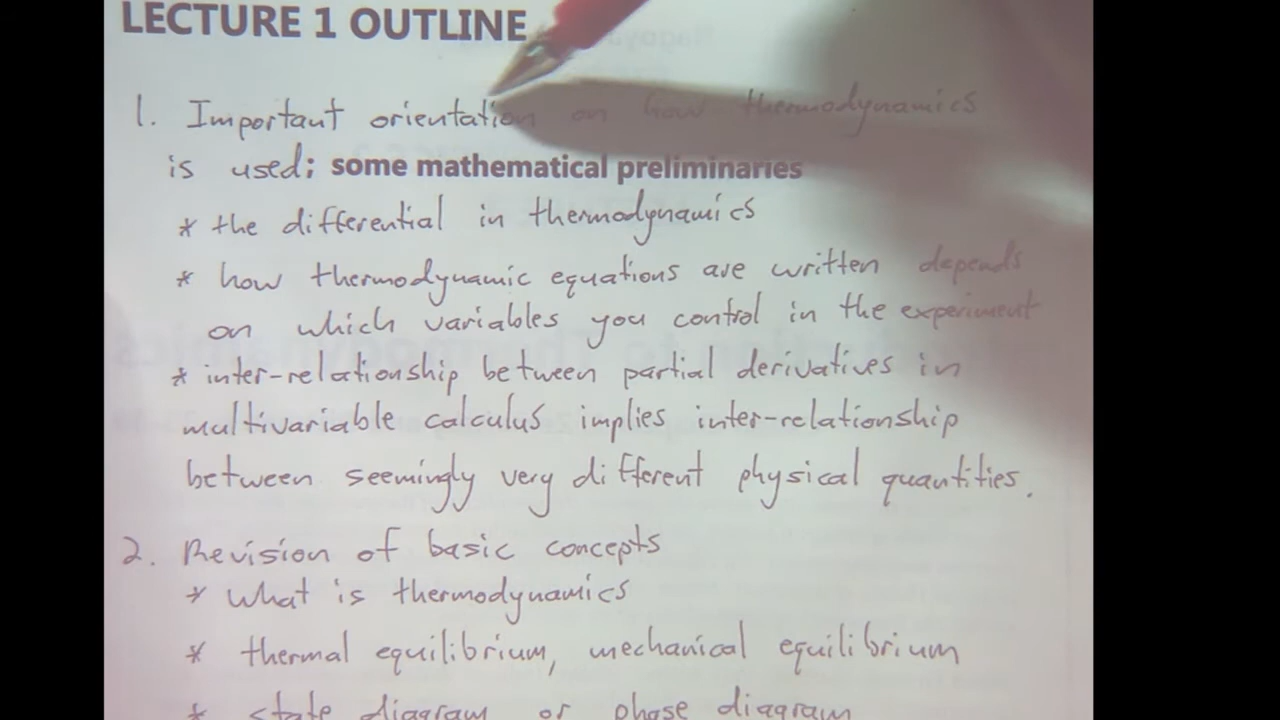 LECTURE 1 OUTLINE
1. Important orientation on how thermodynamics
is used; some mathematical preliminaries
* the differential in thermodynamics
* how thermodynamic equations are written depends
on which variables you control in the experiment
* inter-relationship between partial derivatives in
multivariable calculus implies inter-relationship
between seemingly very different physical quantities.
2. Revision of basic concepts
* What is thermodynamics
* thermal equilibrium, mechanical equilibrium
* state diagram or phase diagram